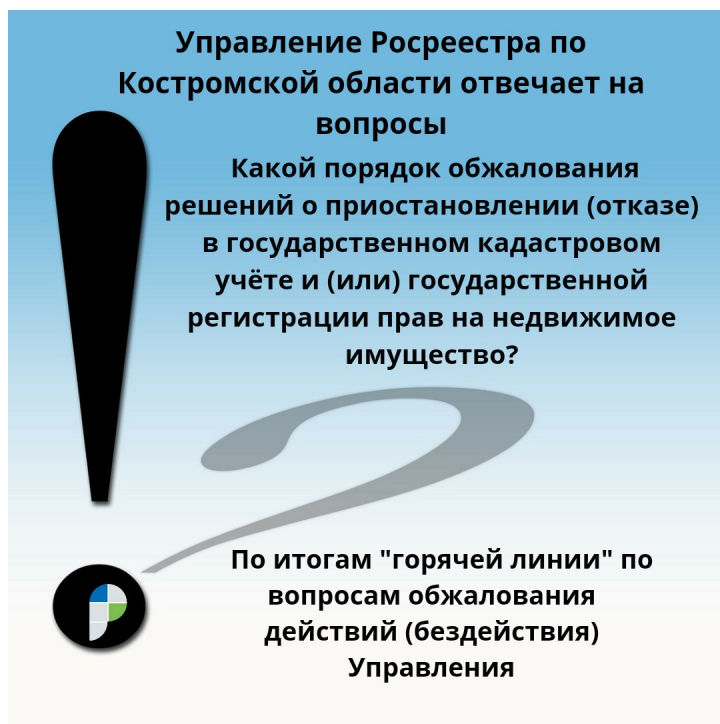 Управление Росреестра по
Костромской области отвечает на
вопросы
Какой порядок обжалования
решений о приостановлении (отказе)
в государственном кадастровом
учёте и (или) государственной
регистрации прав на недвижимое
имущество?
По итогам "горячей линии" по
вопросам обжалования
действий (бездействия)
Управления